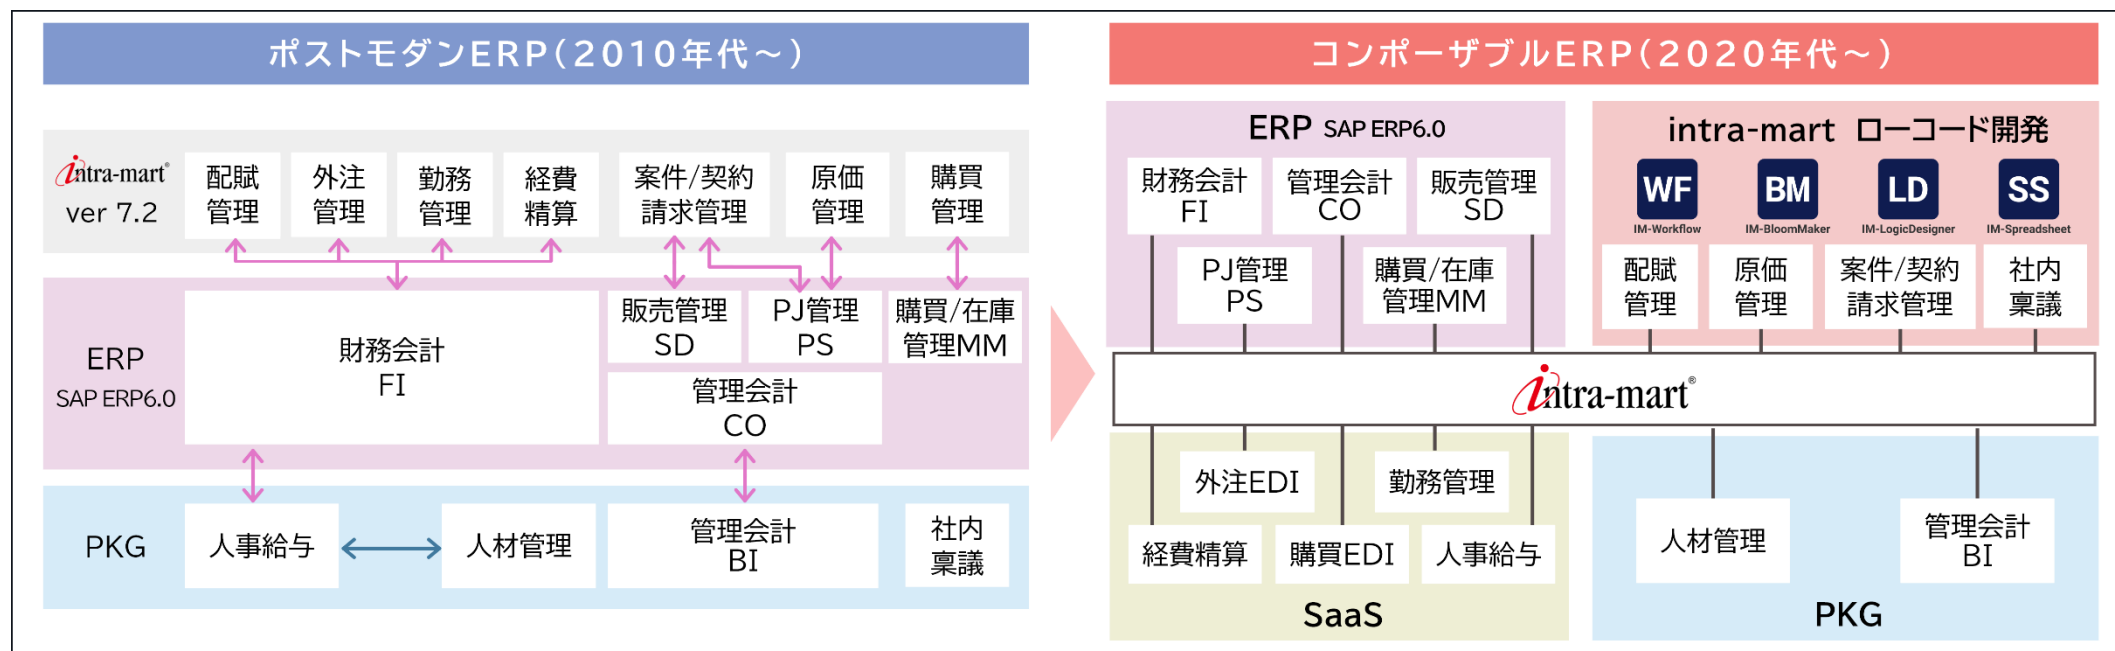 ポストモダンERP(2010年代～)
intra-mart®
ver 7.2
配賦
管理
外注
管理
勤務
管理
経費
精算
案件/契約
請求管理
原価
管理
購買
管理
ERP
SAP ERP6.0
財務会計
FI
販売管理
SD
PJ管理
PS
購買/在庫
管理MM
管理会計
CO
PKG
人事給与
人材管理
管理会計
BI
社内
稟議
コンポーザブルERP(2020年代～)
ERP SAP ERP6.0
財務会計
FI
管理会計
CO
販売管理
SD
PJ管理
PS
購買/在庫
管理MM
intra-mart ローコード開発
WF
IM-Workflow
BM
IM-BloomMaker
LD
IM-LogicDesigner
SS
IM-Spreadsheet
配賦
管理
原価
管理
案件/契約
請求管理
社内
稟議
intra-mart®
外注EDI
勤務管理
経費精算
購買EDI
人事給与
SaaS
人材管理
管理会計
BI
PKG